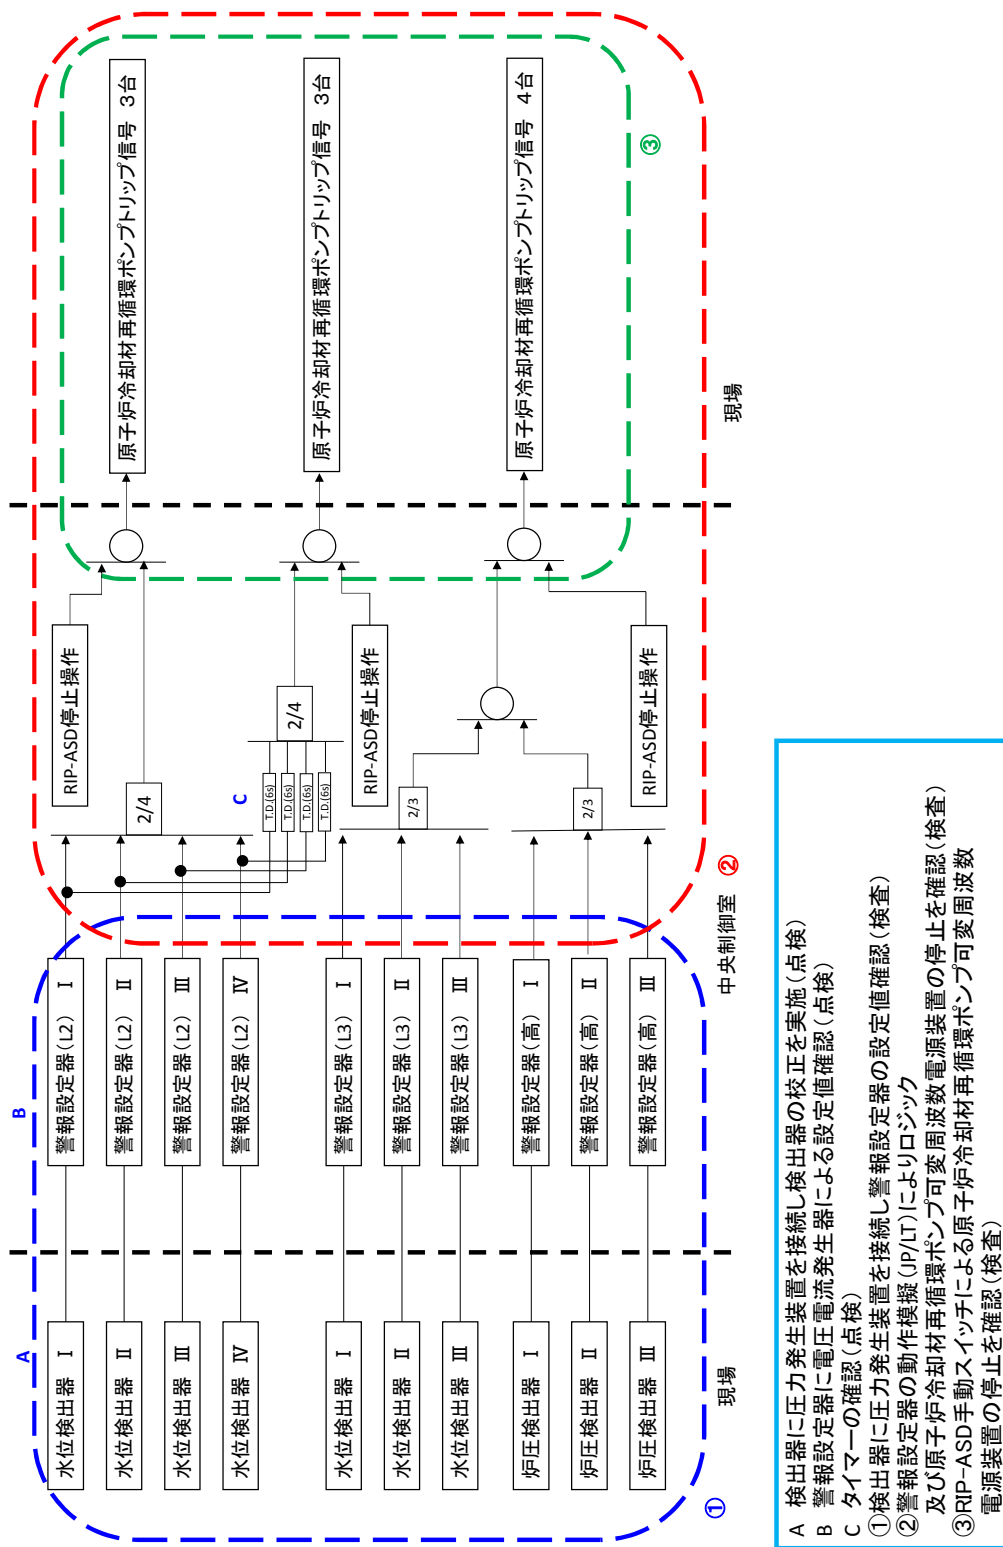 A
B
水位検出器 Ⅰ
警報設定器(L2) Ⅰ
水位検出器 Ⅱ
警報設定器(L2) Ⅱ
水位検出器 Ⅲ
警報設定器(L2) Ⅲ
水位検出器 Ⅳ
警報設定器(L2) Ⅳ
水位検出器 Ⅰ
警報設定器(L3) Ⅰ
水位検出器 Ⅱ
警報設定器(L3) Ⅱ
水位検出器 Ⅲ
警報設定器(L3) Ⅲ
炉圧検出器 Ⅰ
警報設定器(高) Ⅰ
炉圧検出器 Ⅱ
警報設定器(高) Ⅱ
炉圧検出器 Ⅲ
警報設定器(高) Ⅲ
RIP-ASD停止操作
2/4
原子炉冷却材再循環ポンプトリップ信号 3台
C
T.D.(6s)
T.D.(6s)
T.D.(6s)
T.D.(6s)
2/4
RIP-ASD停止操作
原子炉冷却材再循環ポンプトリップ信号 3台
2/3
2/3
RIP-ASD停止操作
原子炉冷却材再循環ポンプトリップ信号 4台
①
②
③
現場
中央制御室
現場
A 検出器に圧力発生装置を接続し検出器の校正を実施(点検)
B 警報設定器に電圧電流発生器による設定値確認(点検)
C タイマーの確認(点検)
①検出器に圧力発生装置を接続し警報設定器の設定値確認(検査)
②警報設定器の動作模擬(JP/LT)によりロジック
及び原子炉冷却材再循環ポンプ可変周波数電源装置の停止を確認(検査)
③RIP-ASD手動スイッチによる原子炉冷却材再循環ポンプ可変周波数
電源装置の停止を確認(検査)